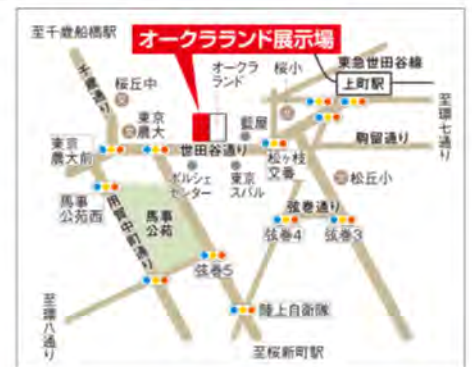 至千歳船橋駅
オークラランド展示場
オークラ
ランド
桜小
東急世田谷線
上町駅
至環七通り
千歳通り
桜丘中
文
東京
農大
文
藍屋
駒留通り
東京
農大前
世田谷通り
松ヶ枝
交番
ポルシェ
センター
東京
スバル
文
松丘小
馬事
公苑西
馬事
公苑
用賀中町通り
弦巻通り
弦巻4
弦巻3
弦巻5
至環八通り
陸上自衛隊
至桜新町駅